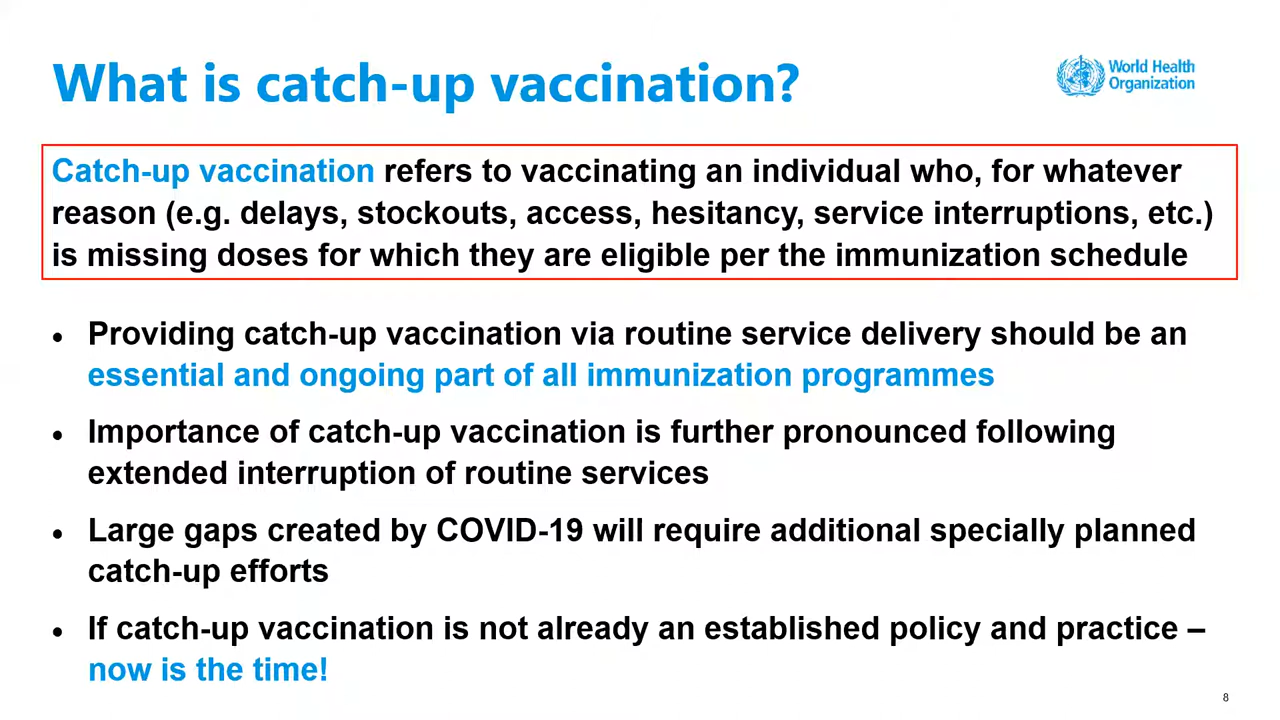 What is catch-up vaccination?
World Health
Organization
Catch-up vaccination refers to vaccinating an individual who, for whatever
reason (e.g. delays, stockouts, access, hesitancy, service interruptions, etc.)
is missing doses for which they are eligible per the immunization schedule
• Providing catch-up vaccination via routine service delivery should be an
essential and ongoing part of all immunization programmes
• Importance of catch-up vaccination is further pronounced following
extended interruption of routine services
• Large gaps created by COVID-19 will require additional specially planned
catch-up efforts
• If catch-up vaccination is not already an established policy and practice –
now is the time!
8